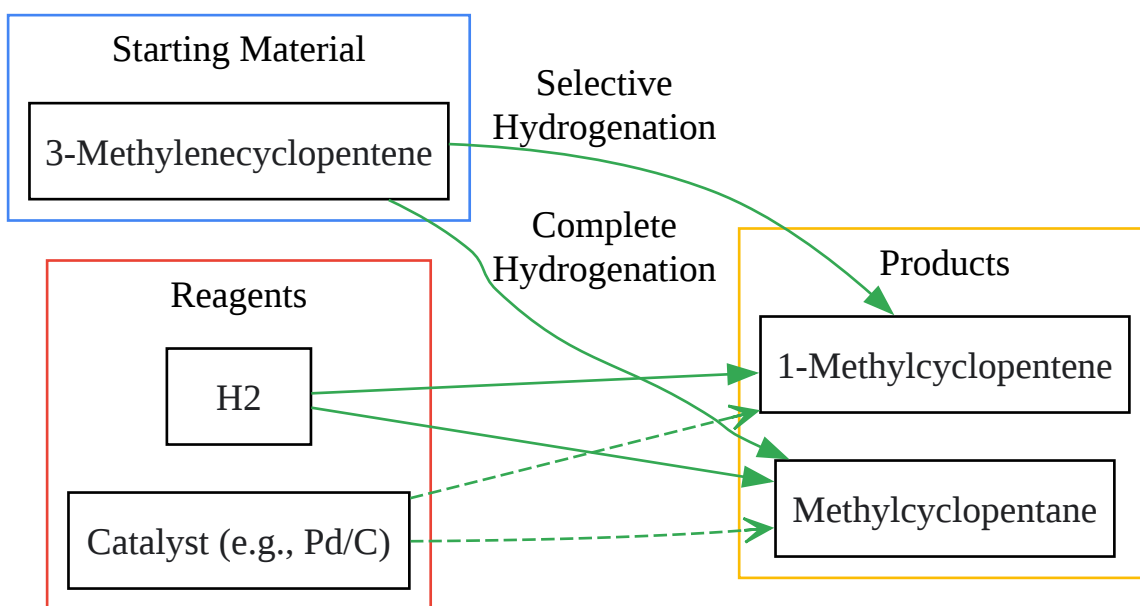 Starting Material
3-Methylenecyclopentene
Selective
Hydrogenation
Complete
Hydrogenation
Reagents
H2
Catalyst (e.g., Pd/C)
Products
1-Methylcyclopentene
Methylcyclopentane